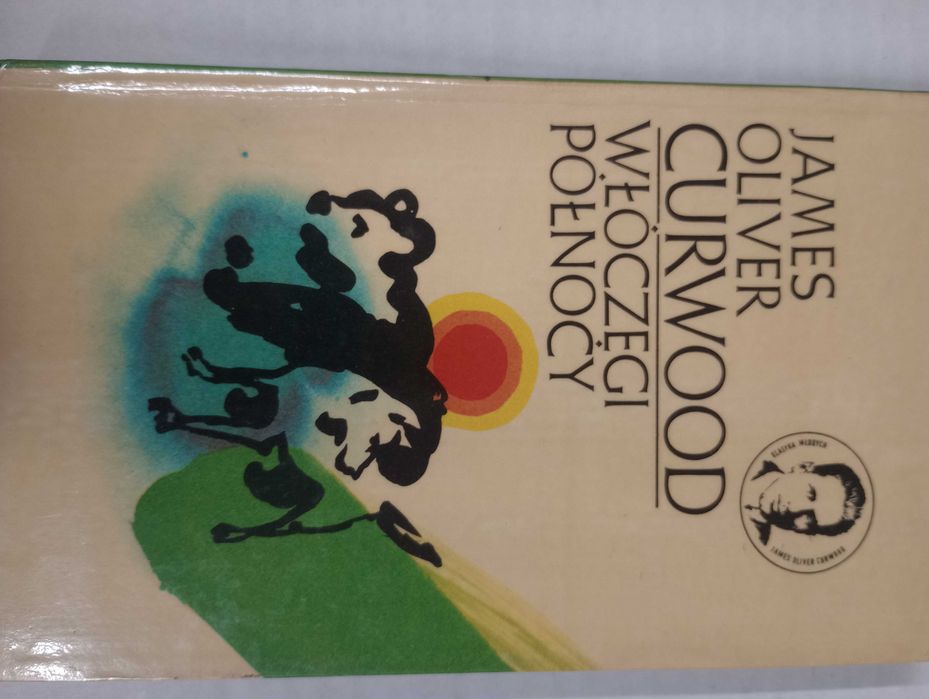 JAMES
OLIVER
CURWOOD
WŁÓCZĘGI
PÓŁNOCY
KLASYKA MŁODYCH
JAMES OLIVER CURWOOD